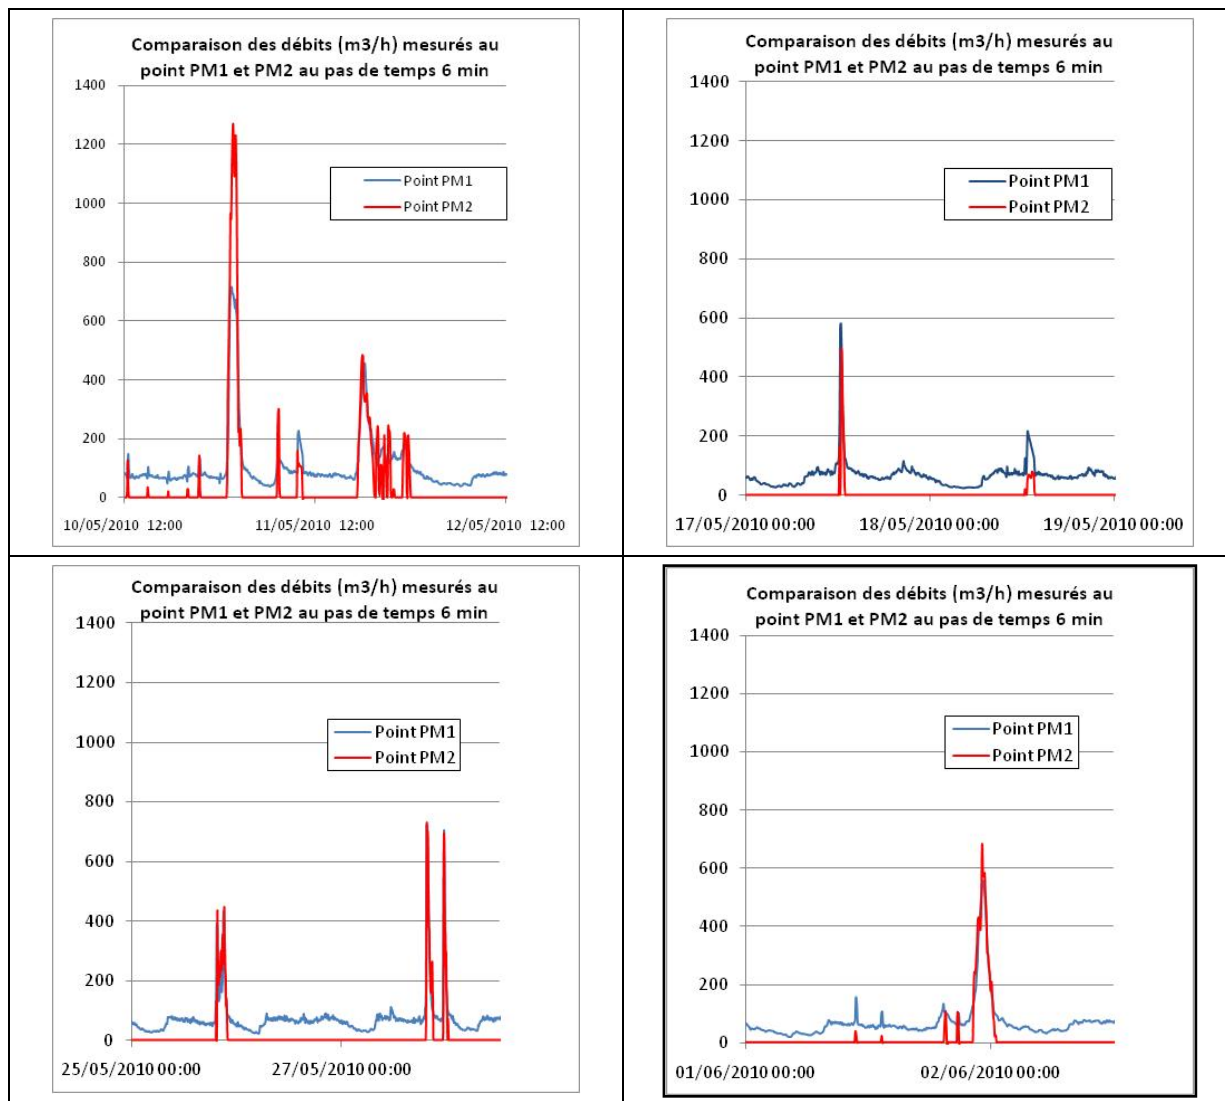 Comparaison des débits (m3/h) mesurés au
point PM1 et PM2 au pas de temps 6 min
1400
1200
1000
800
600
400
200
0
Point PM1
Point PM2
10/05/2010 12:00
11/05/2010 12:00
12/05/2010 12:00
Comparaison des débits (m3/h) mesurés au
point PM1 et PM2 au pas de temps 6 min
1400
1200
1000
800
600
400
200
0
Point PM1
Point PM2
17/05/2010 00:00
18/05/2010 00:00
19/05/2010 00:00
Comparaison des débits (m3/h) mesurés au
point PM1 et PM2 au pas de temps 6 min
1400
1200
1000
800
600
400
200
0
Point PM1
Point PM2
25/05/2010 00:00
27/05/2010 00:00
Comparaison des débits (m3/h) mesurés au
point PM1 et PM2 au pas de temps 6 min
1400
1200
1000
800
600
400
200
0
Point PM1
Point PM2
01/06/2010 00:00
02/06/2010 00:00